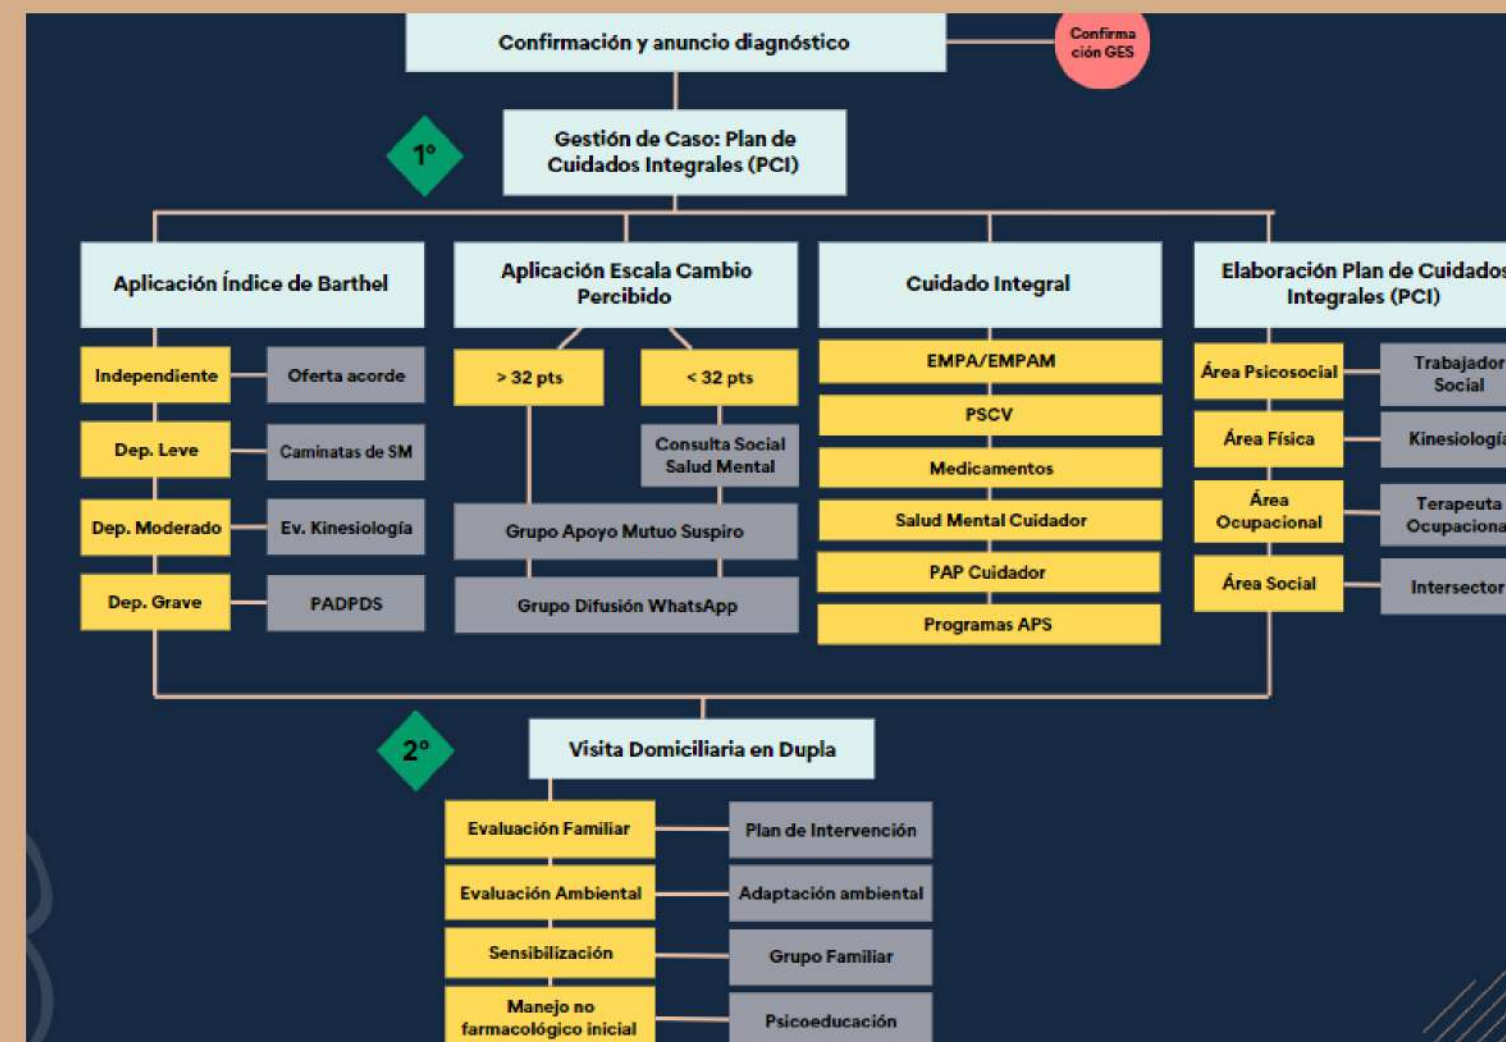 Confirmación y anuncio diagnóstico
Confirma
ción GES
1°
Gestión de Caso: Plan de
Cuidados Integrales (PCI)
Aplicación Índice de Barthel
Independiente
Oferta acorde
Dep. Leve
Caminatas de SM
Dep. Moderado
Ev. Kinesiología
Dep. Grave
PADPDS
Aplicación Escala Cambio
Percibido
> 32 pts
< 32 pts
Consulta Social
Salud Mental
Grupo Apoyo Mutuo Suspiro
Grupo Difusión WhatsApp
Cuidado Integral
EMPA/EMPAM
PSCV
Medicamentos
Salud Mental Cuidador
PAP Cuidador
Programas APS
Elaboración Plan de Cuidados
Integrales (PCI)
Área Psicosocial
Trabajador
Social
Área Física
Kinesiología
Área
Ocupacional
Terapeuta
Ocupacional
Área Social
Intersector
2°
Visita Domiciliaria en Dupla
Evaluación Familiar
Plan de Intervención
Evaluación Ambiental
Adaptación ambiental
Sensibilización
Grupo Familiar
Manejo no
farmacológico inicial
Psicoeducación